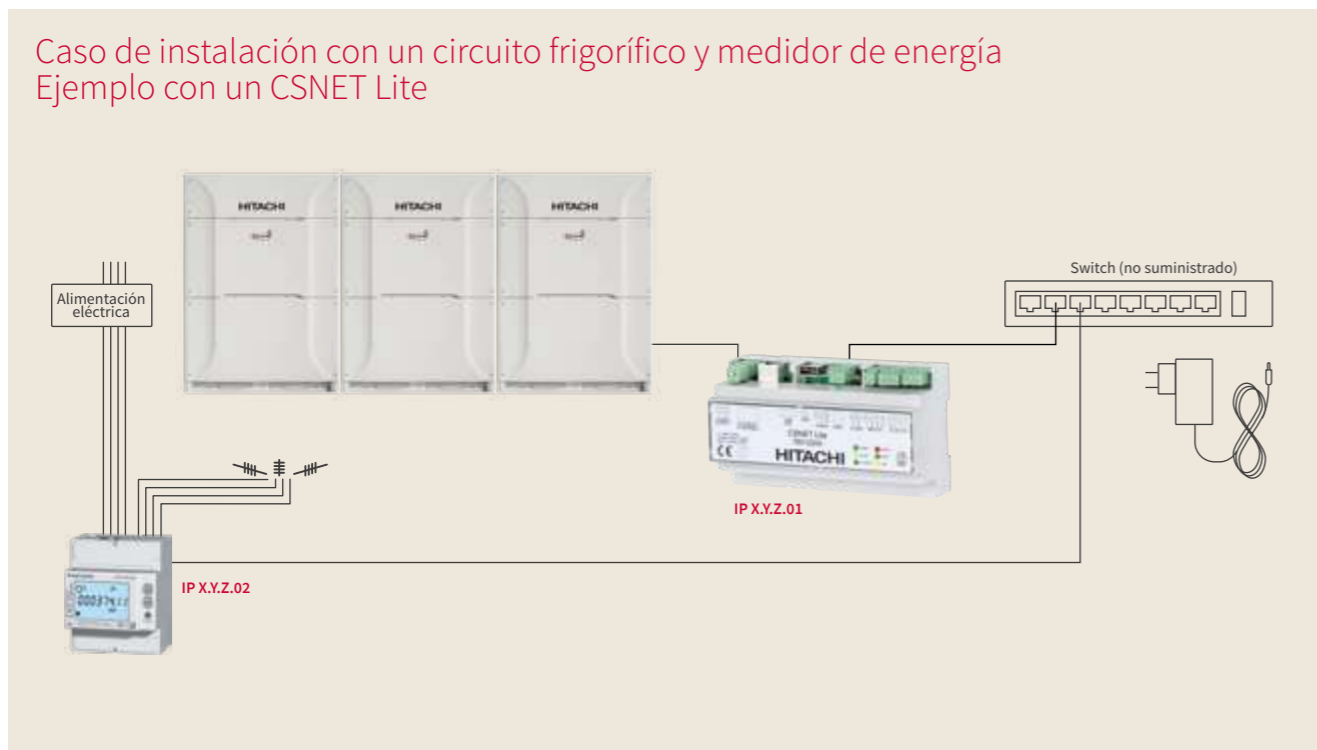 Caso de instalación con un circuito frigorífico y medidor de energía
Ejemplo con un CSNET Lite
HITACHI
HITACHI
HITACHI
Switch (no suministrado)
Alimentación
eléctrica
CSNET Lite
HITACHI
IP X.Y.Z.01
IP X.Y.Z.02